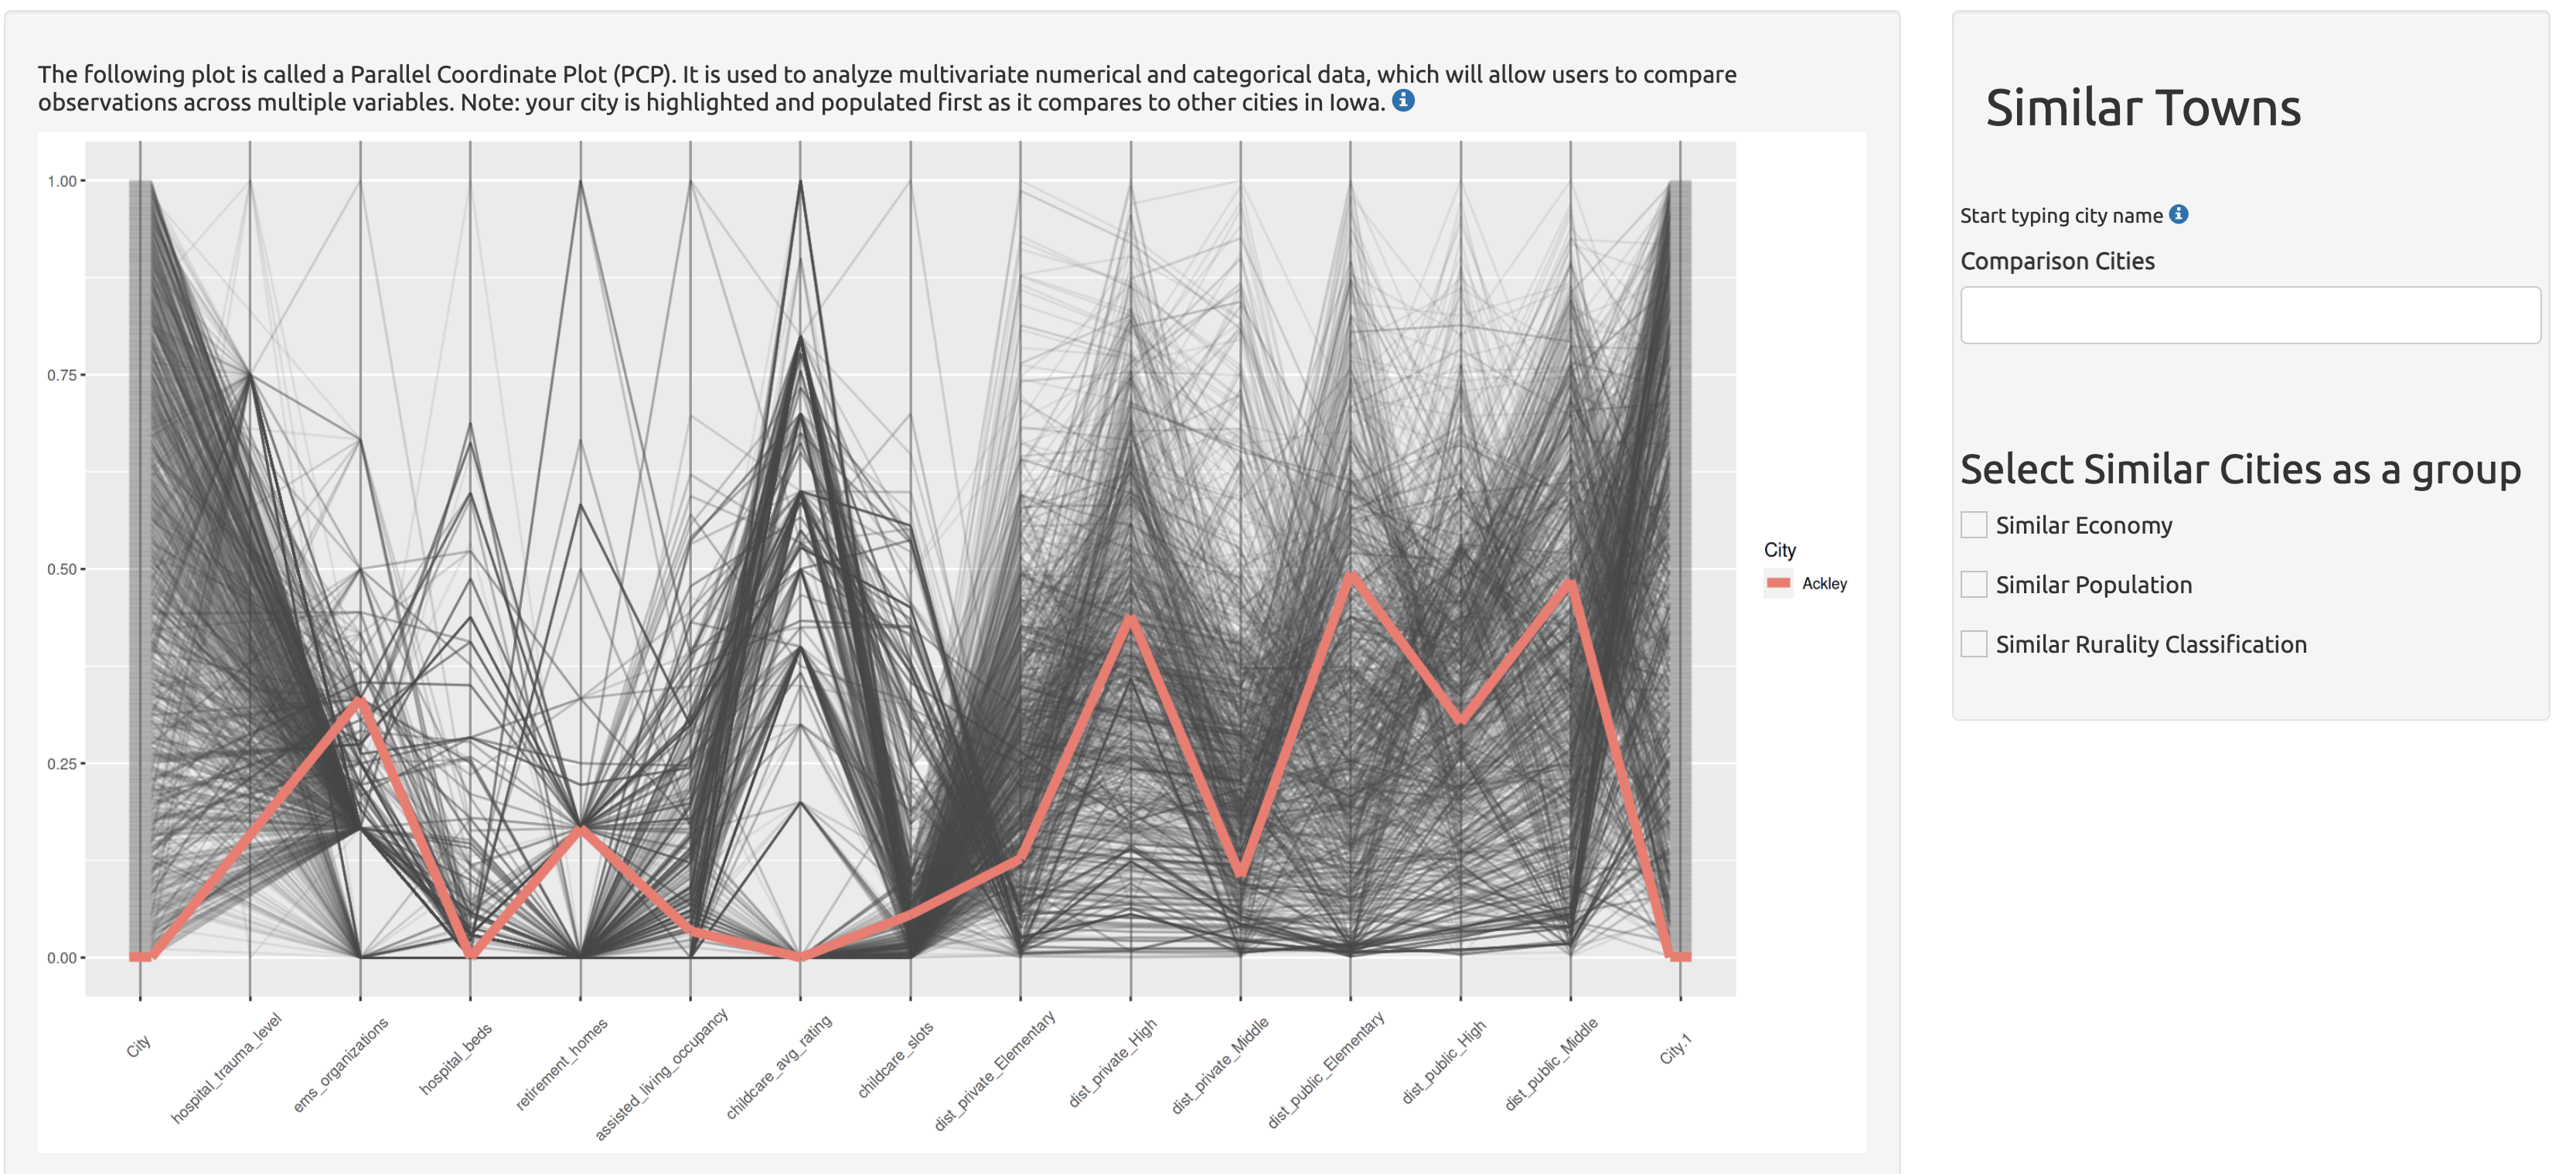 The following plot is called a Parallel Coordinate Plot (PCP). It is used to analyze multivariate numerical and categorical data, which will allow users to compare
observations across multiple variables. Note: your city is highlighted and populated first as it compares to other cities in Iowa.
1.00
0.75
0.50
0.25
0.00
City
hospital_trauma_level
ems_organizations
hospital_beds
retirement_homes
assisted_living_occupancy
childcare_avg_rating
childcare_slots
dist_private_Elementary
dist_private_High
dist_private_Middle
dist_public_Elementary
dist_public_High
dist_public_Middle
City.1
City
Ackley
Similar Towns
Start typing city name
Comparison Cities
Select Similar Cities as a group
Similar Economy
Similar Population
Similar Rurality Classification